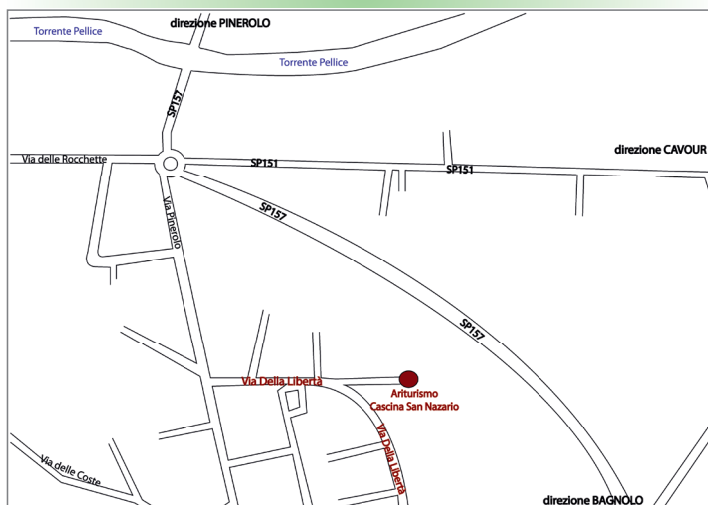 direzione PINEROLO
Torrente Pellice
Torrente Pellice
SP157
Via delle Rocchette
direzione CAVOUR
SP151
SP151
Via Pinerolo
SP157
SP157
Via Della Libertà
Ariturismo
Cascina San Nazario
Via Della Libertà
Via delle Coste
direzione BAGNOLO